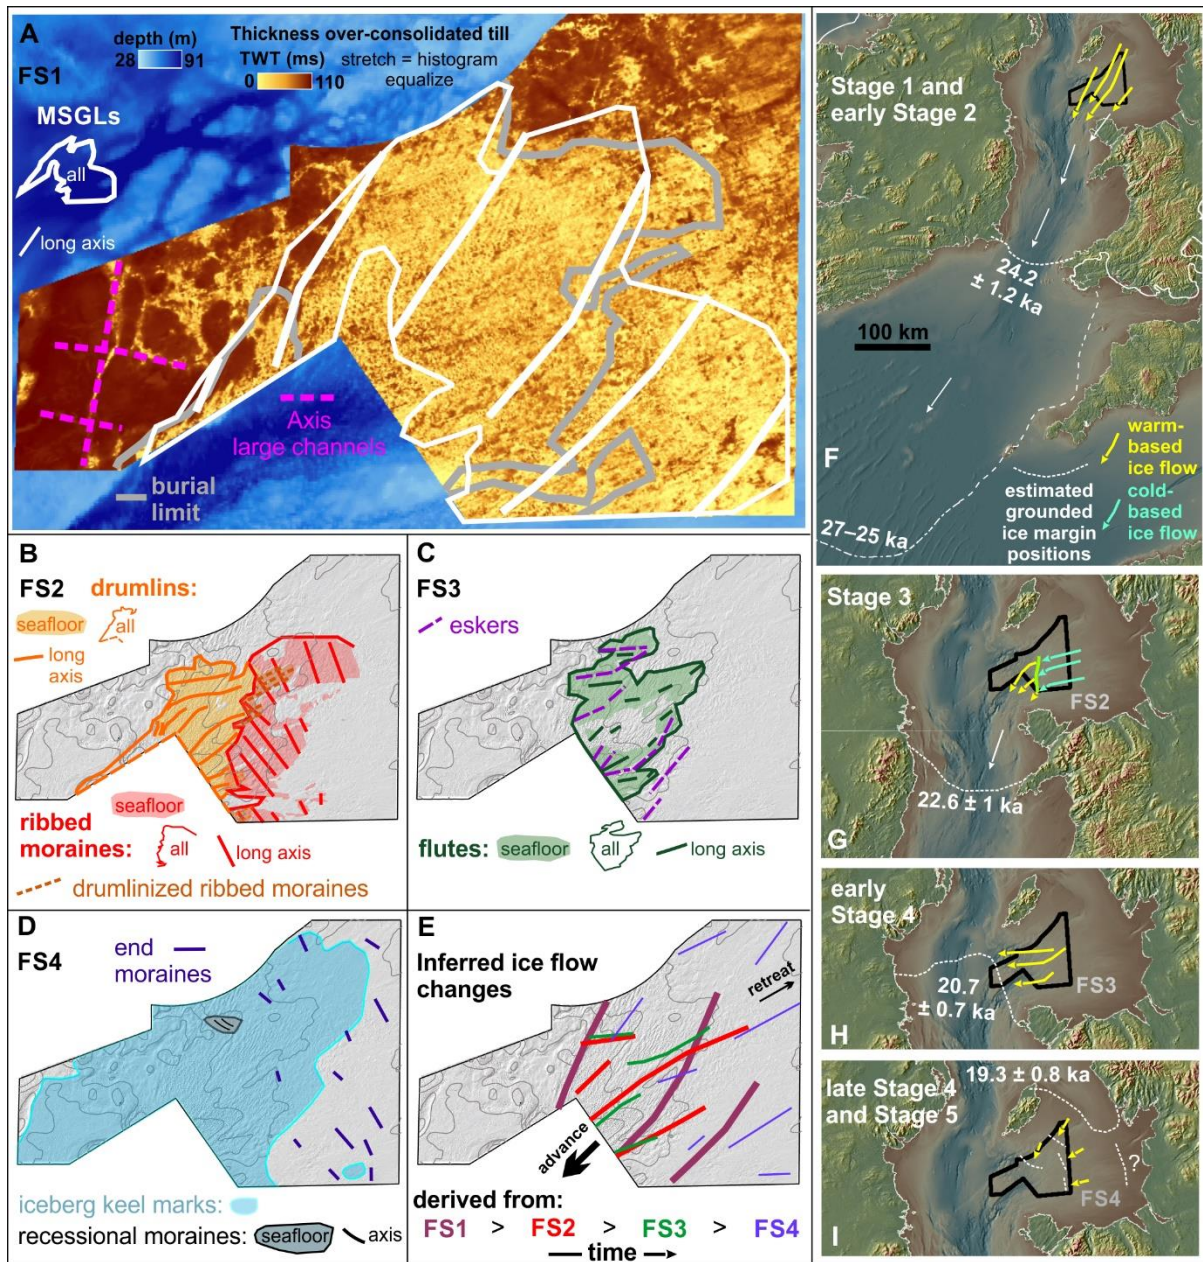 A
FS1
depth (m)
28 91
Thickness over-consolidated till
TWT (ms) stretch = histogram
0 110 equalize
MSGLs
all
long axis
Axis
large channels
burial
limit
B
FS2
drumlins:
seafloor all
long
axis
seafloor
ribbed
moraines: all long axis
drumlinized ribbed moraines
C
FS3
eskers
flutes: seafloor all long axis
D
FS4
end
moraines
iceberg keel marks:
recessional moraines: seafloor axis
E
Inferred ice flow
changes
retreat
advance
derived from:
FS1 > FS2 > FS3 > FS4
time
Stage 1 and
early Stage 2
24.2
± 1.2 ka
100 km
F
warm-
based
ice flow
estimated
grounded
ice margin
positions
cold-
based
ice flow
27–25 ka
Stage 3
FS2
22.6 ± 1 ka
G
early
Stage 4
20.7
± 0.7 ka
FS3
H
late Stage 4
and Stage 5
19.3 ± 0.8 ka
?
FS4
I